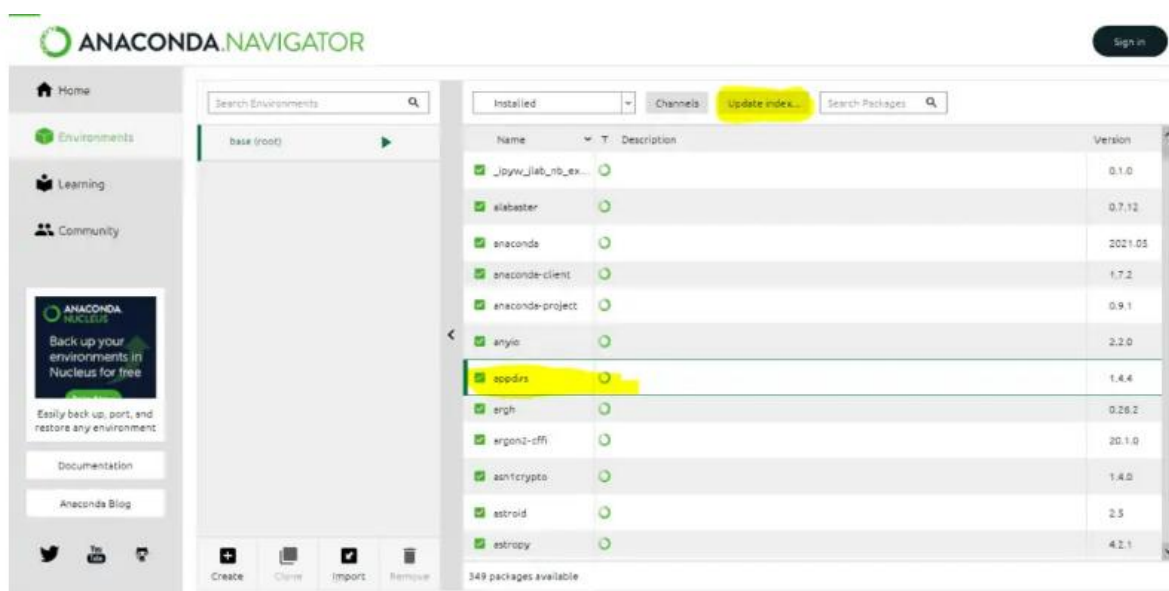 ANACONDA.NAVIGATOR
Sign in
Home
Environments
Learning
Community
ANACONDA
NUCLEUS
Back up your
environments in
Nucleus for free
Easily back up, port, and
restore any environment
Documentation
Anaconda Blog
You
Tube
Search Environments
base (root)
Create
Clone
Import
Remove
Installed
Channels
Update index...
Search Packages
Name T Description Version
_ipyw_jlab_nb_ex... 0.1.0
alabaster 0.7.12
anaconda 2021.05
anaconda-client 1.7.2
anaconda-project 0.9.1
anyio 2.2.0
appdirs 1.4.4
argh 0.26.2
argon2-cffi 20.1.0
asn1crypto 1.4.0
astroid 2.5
astropy 4.2.1
349 packages available